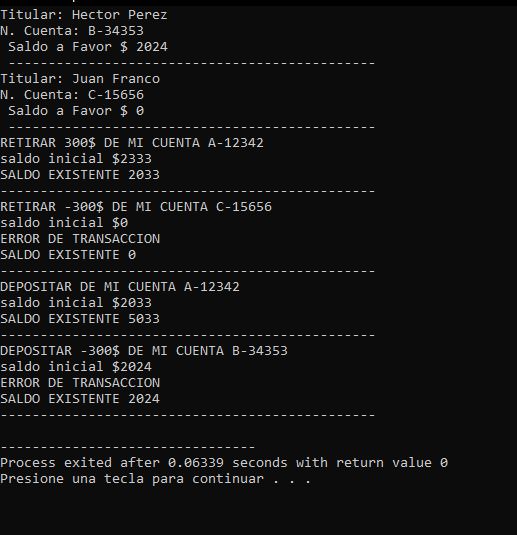 Titular: Hector Perez
N. Cuenta: B-34353
 Saldo a Favor $ 2024
 ----------------------------------------------
Titular: Juan Franco
N. Cuenta: C-15656
 Saldo a Favor $ 0
 ----------------------------------------------
RETIRAR 300$ DE MI CUENTA A-12342
saldo inicial $2333
SALDO EXISTENTE 2033
-----------------------------------------------
RETIRAR -300$ DE MI CUENTA C-15656
saldo inicial $0
ERROR DE TRANSACCION
SALDO EXISTENTE 0
-----------------------------------------------
DEPOSITAR DE MI CUENTA A-12342
saldo inicial $2033
SALDO EXISTENTE 5033
-----------------------------------------------
DEPOSITAR -300$ DE MI CUENTA B-34353
saldo inicial $2024
ERROR DE TRANSACCION
SALDO EXISTENTE 2024
-----------------------------------------------

--------------------------------
Process exited after 0.06339 seconds with return value 0
Presione una tecla para continuar . . .